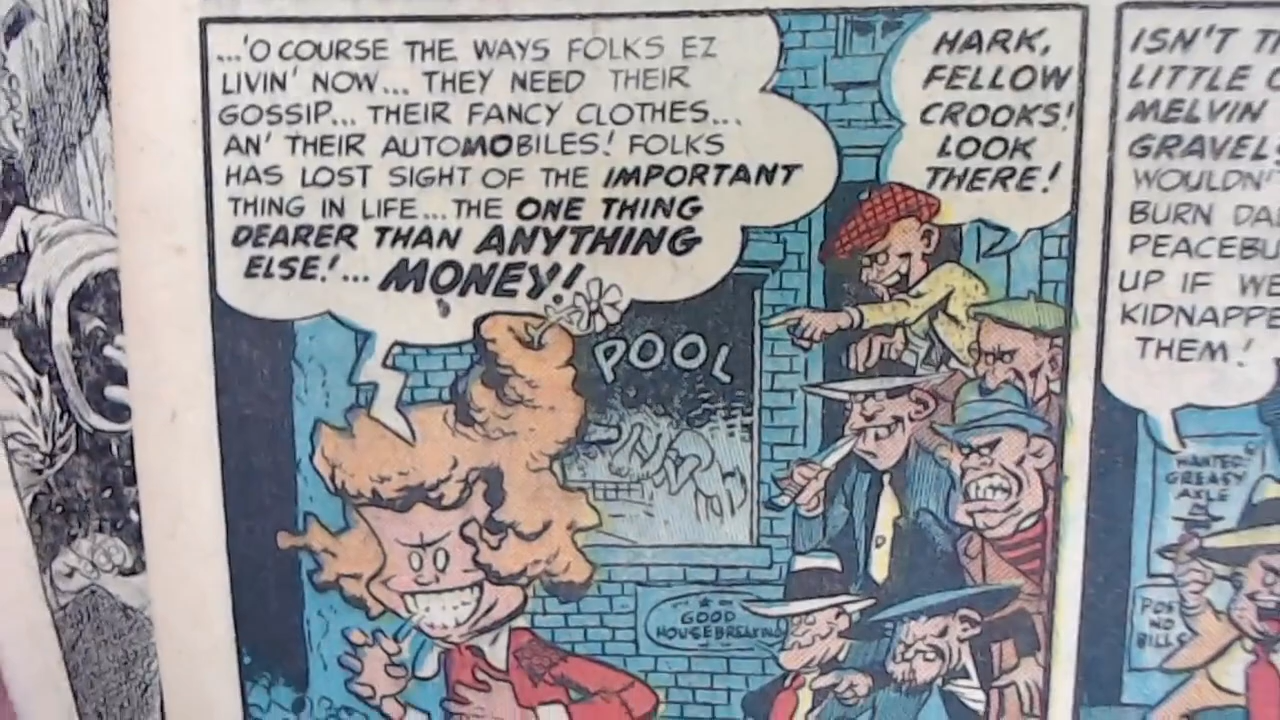 ...'O COURSE THE WAYS FOLKS EZ
LIVIN' NOW... THEY NEED THEIR
GOSSIP... THEIR FANCY CLOTHES...
AN' THEIR AUTOMOBILES! FOLKS
HAS LOST SIGHT OF THE IMPORTANT
THING IN LIFE... THE ONE THING
DEARER THAN ANYTHING
ELSE!... MONEY!
HARK,
FELLOW
CROOKS!
LOOK
THERE!
POOL
GOOD
HOUSEBREAKING
ISN'T
LITTLE
MELVIN
GRAVEL
WOULDN'T
BURN
UP IF WE
THEM!
WANTED:
GREASY
AXLE
POST
NO
BILLS